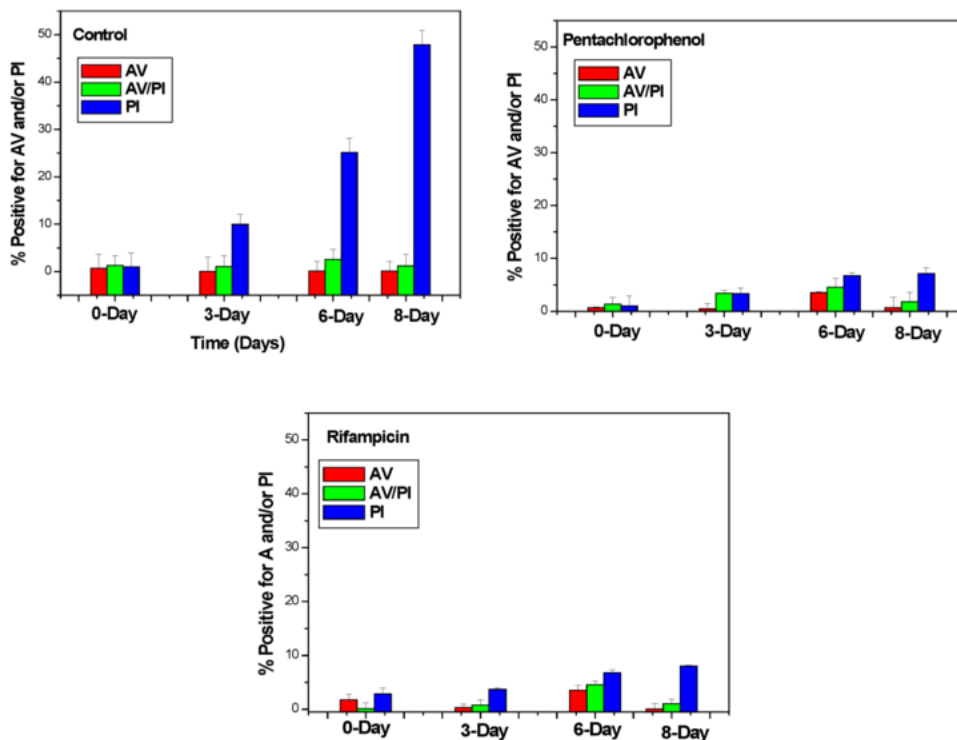 Control
AV
AV/PI
PI
% Positive for AV and/or PI
50
40
30
20
10
0
0-Day
3-Day
6-Day
8-Day
Time (Days)
Pentachlorophenol
AV
AV/PI
PI
% Positive for AV and/or PI
50
40
30
20
10
0
0-Day
3-Day
6-Day
8-Day
Rifampicin
AV
AV/PI
PI
% Positive for A and/or PI
50
40
30
20
10
0
0-Day
3-Day
6-Day
8-Day